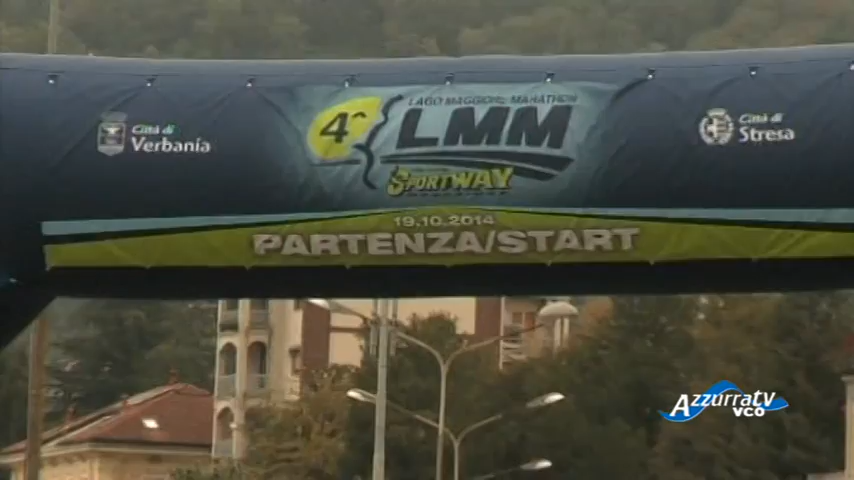 Città di
Verbania
4^
LAGO MAGGIORE MARATHON
LMM
SPORTWAY
Città di
Stresa
19.10.2014
PARTENZA/START
Azzurratv
VCO